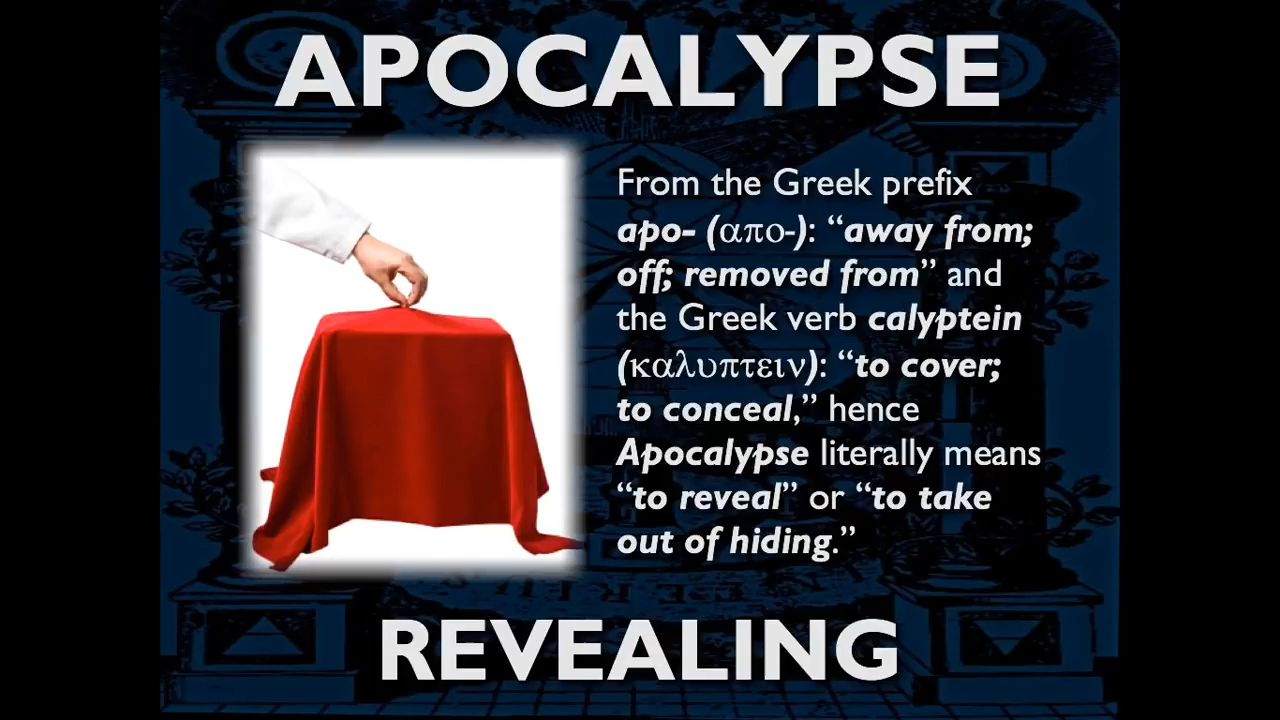 APOCALYPSE
From the Greek prefix
apo- (απο-): “away from;
off; removed from” and
the Greek verb calyptein
(καλυπτειν): “to cover;
to conceal,” hence
Apocalypse literally means
“to reveal” or “to take
out of hiding.”
REVEALING